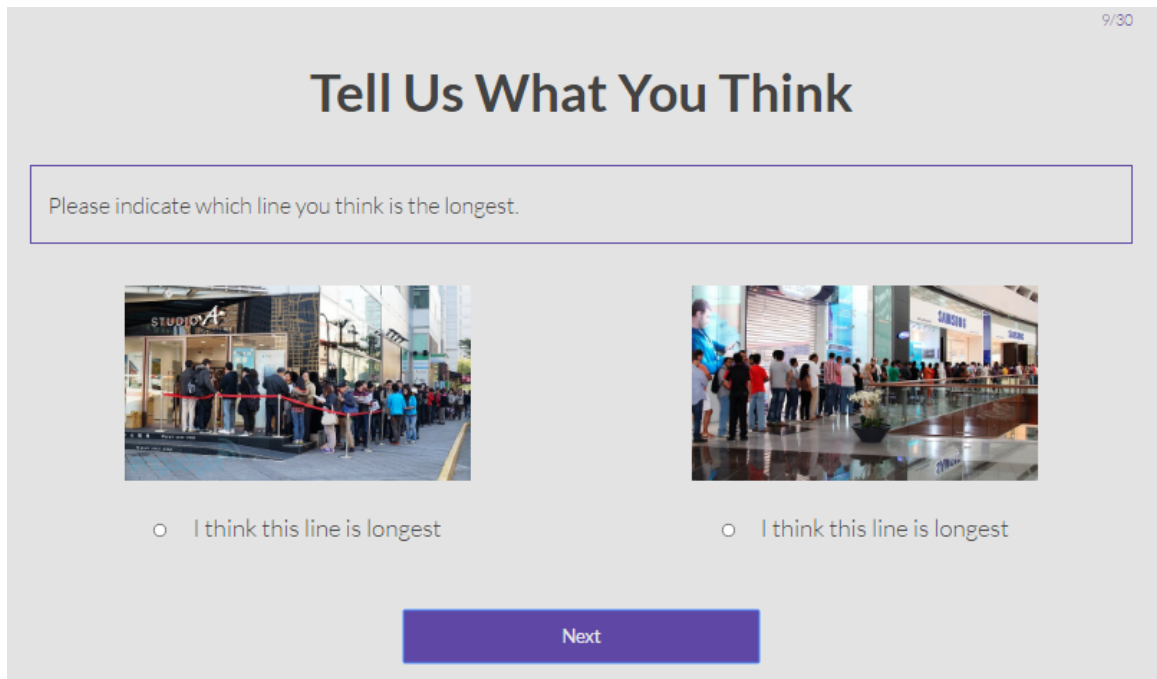 9/30
Tell Us What You Think
Please indicate which line you think is the longest.
STUDIO A
SAMSUNG
SAMSUNG
I think this line is longest
I think this line is longest
Next